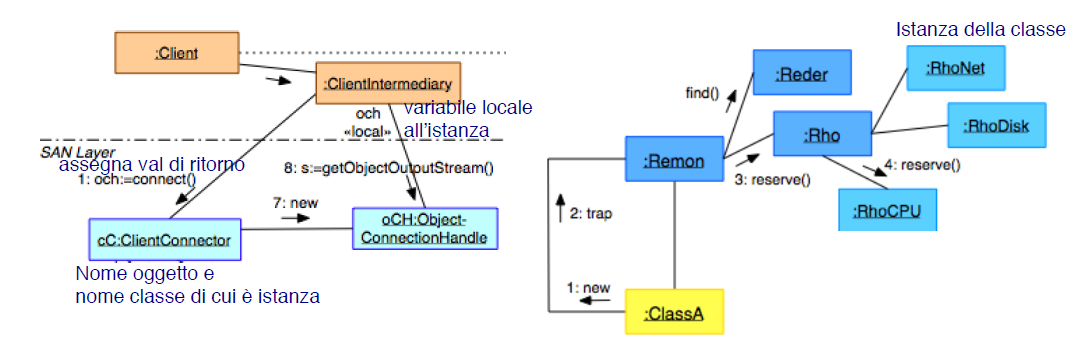 :Client
:ClientIntermediary
och
«local»
variabile locale
all'istanza
SAN Layer
assegna val di ritorno
1: och:=connect()
8: s:=getObjectOutputStream()
7: new
cC:ClientConnector
oCH:Object-
ConnectionHandle
Nome oggetto e
nome classe di cui è istanza
Istanza della classe
:Reder
:RhoNet
find()
:Rho
:RhoDisk
:Remon
3: reserve()
4: reserve()
:RhoCPU
2: trap
1: new
:ClassA